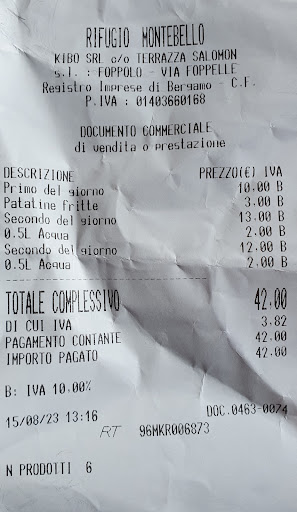 RIFUGIO MONTEBELLO
KIBO SRL c/o TERRAZZA SALOMON
s.l. : FOPPOLO - VIA FOPPELLE
Registro Imprese di Bergamo - C.F.
P.IVA : 01403660168
DOCUMENTO COMMERCIALE
di vendita o prestazione
DESCRIZIONE PREZZO(€) IVA
Primo del giorno 10.00 B
Patatine fritte 3.00 B
Secondo del giorno 13.00 B
0.5L Acqua 2.00 B
Secondo del giorno 12.00 B
0.5L Acqua 2.00 B
TOTALE COMPLESSIVO 42.00
DI CUI IVA 3.82
PAGAMENTO CONTANTE 42.00
IMPORTO PAGATO 42.00
B: IVA 10.00%
15/08/23 13:16 DOC.0463-0074
RT 96MKR006873
N PRODOTTI 6